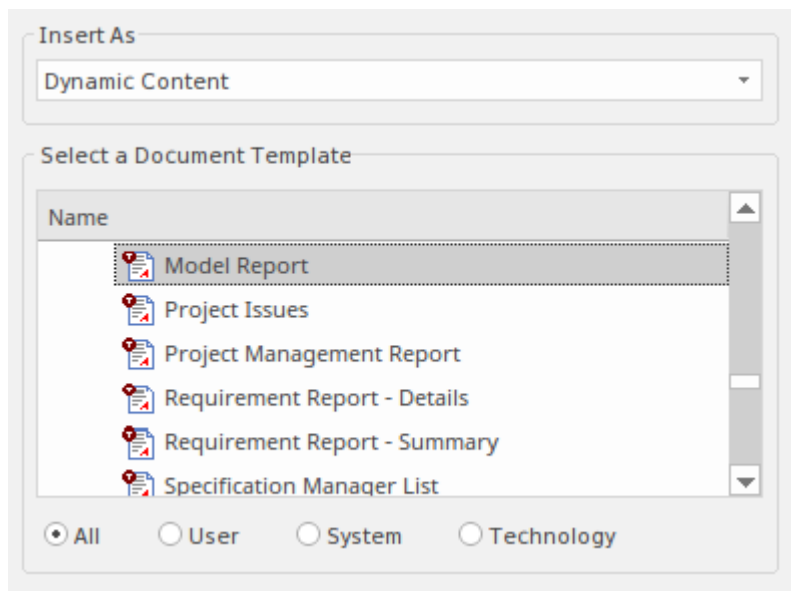 Insert As
Dynamic Content
Select a Document Template
Name
Model Report
Project Issues
Project Management Report
Requirement Report - Details
Requirement Report - Summary
Specification Manager List
All User System Technology